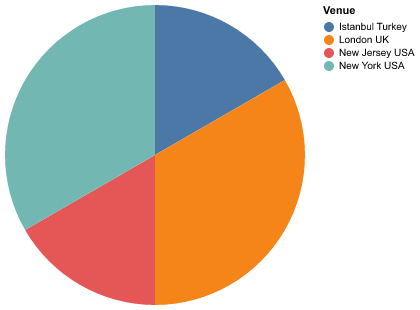 Venue
Istanbul Turkey
London UK
New Jersey USA
New York USA